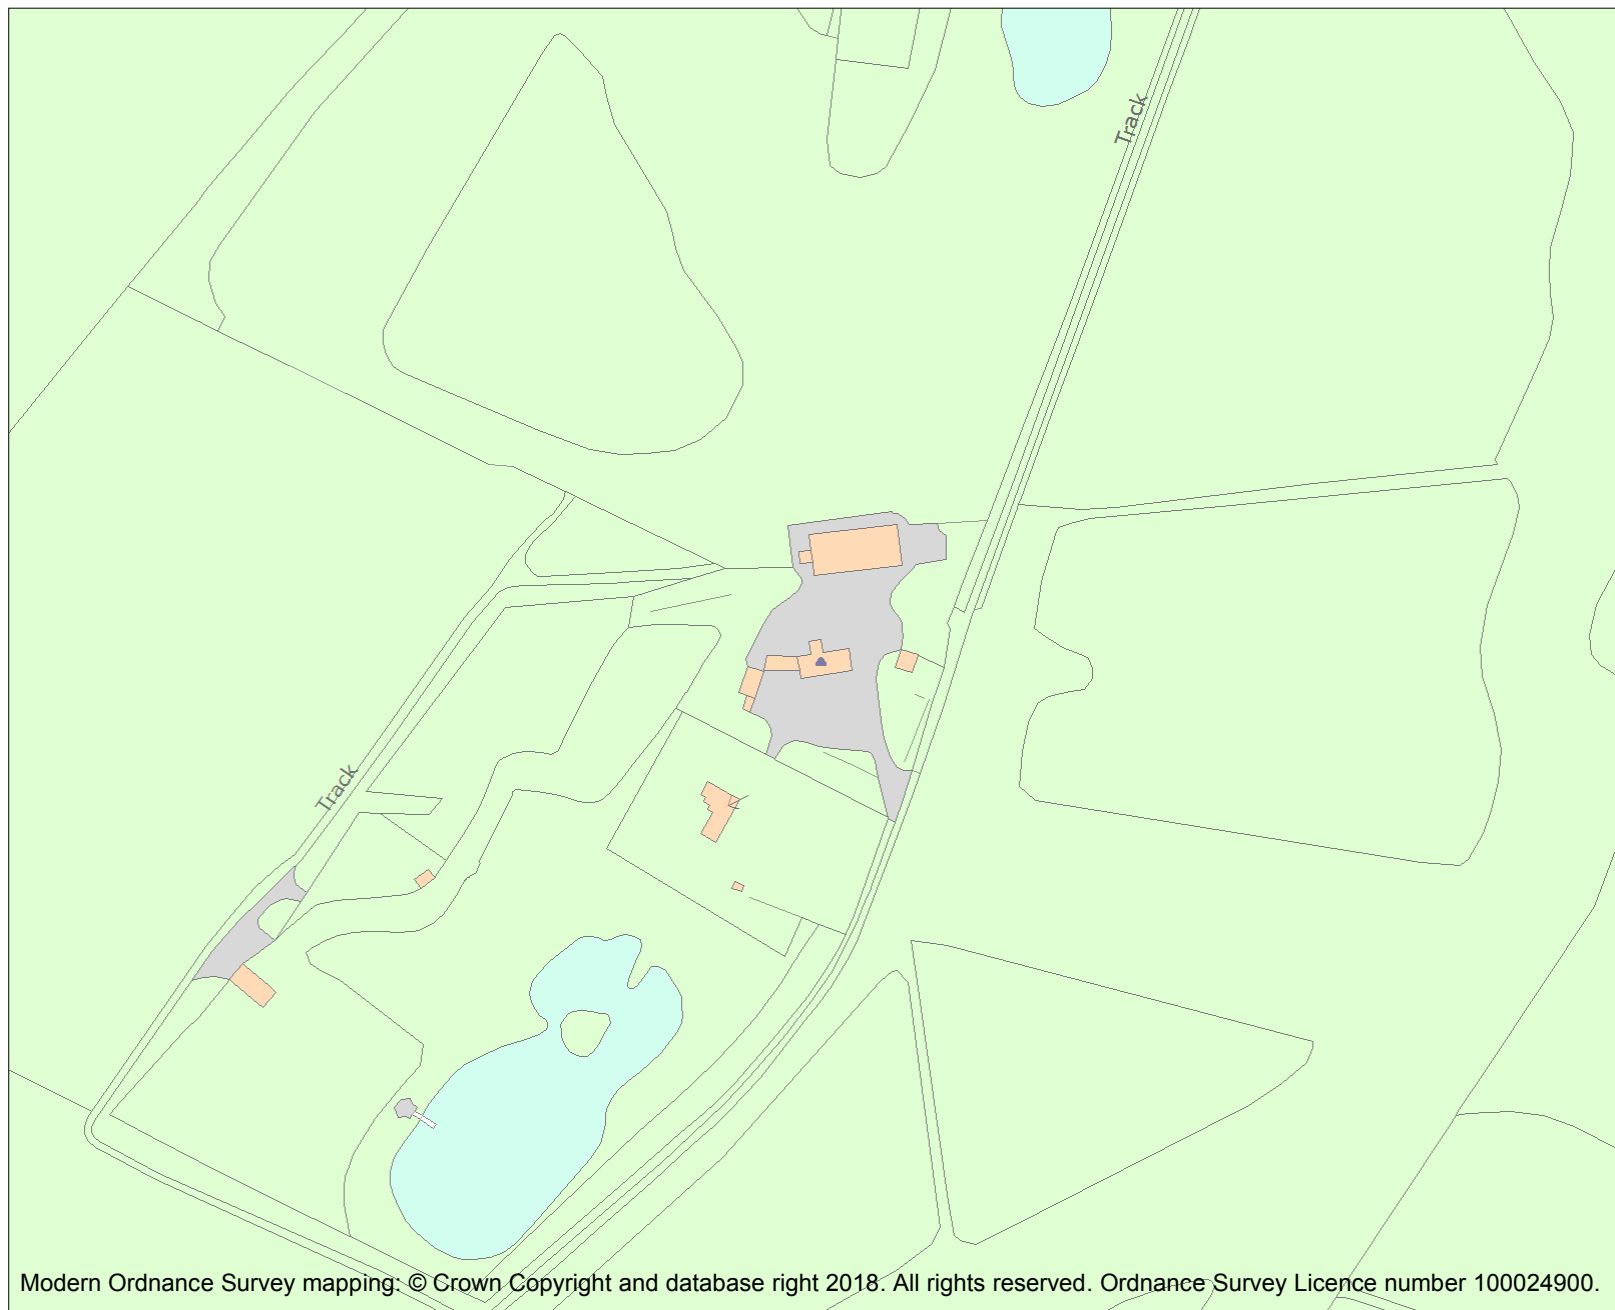 Track
Track
Modern Ordnance Survey mapping: © Crown Copyright and database right 2018. All rights reserved. Ordnance Survey Licence number 100024900.